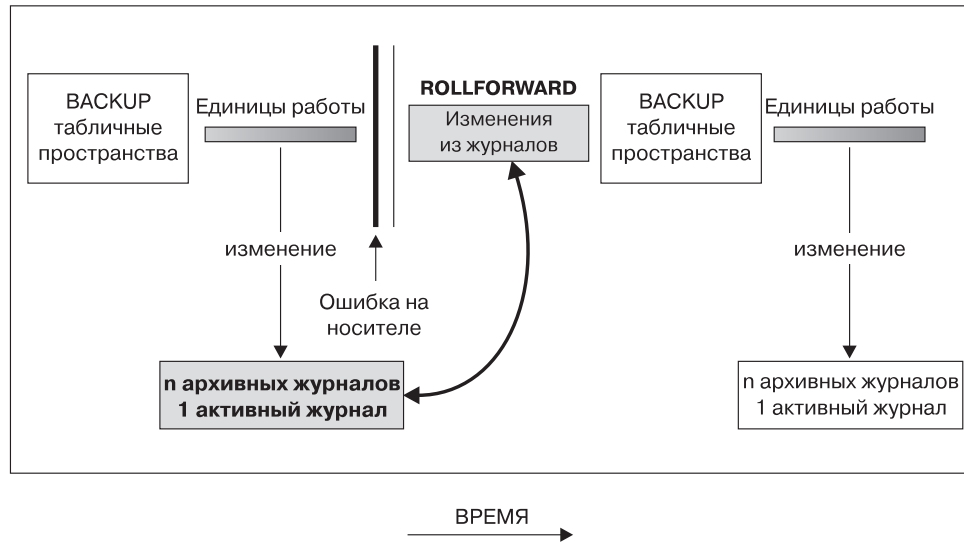 BACKUP
табличные
пространства
Единицы работы
изменение
Ошибка на
носителе
n архивных журналов
1 активный журнал
ROLLFORWARD
Изменения
из журналов
BACKUP
табличные
пространства
Единицы работы
изменение
n архивных журналов
1 активный журнал
ВРЕМЯ